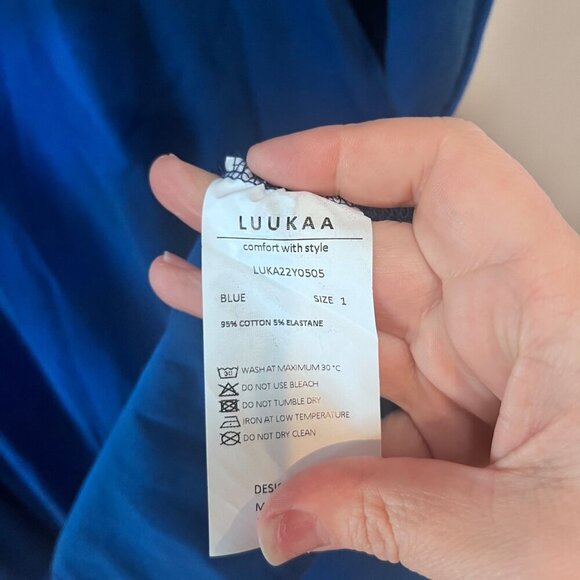 LUUKAA
comfort with style
LUKA22Y0505
BLUE SIZE 1
95% COTTON 5% ELASTANE
30 WASH AT MAXIMUM 30 °C
DO NOT USE BLEACH
DO NOT TUMBLE DRY
IRON AT LOW TEMPERATURE
DO NOT DRY CLEAN